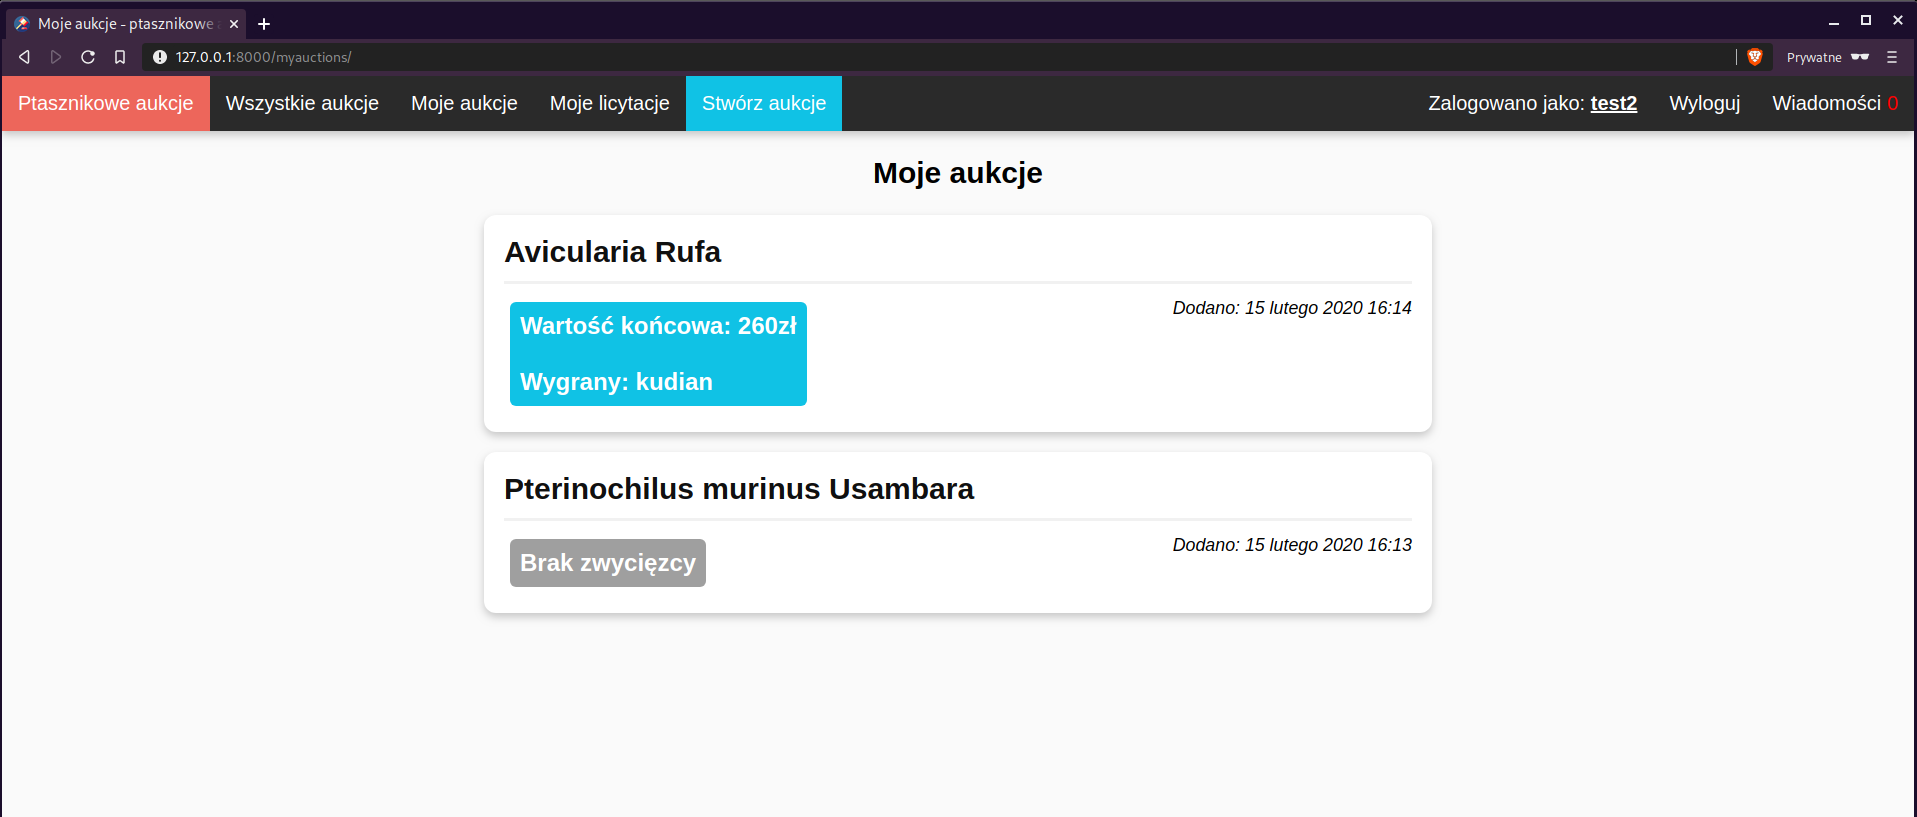 Moje aukcje - ptasznikowe
127.0.0.1:8000/myauctions/
Prywatne
Ptasznikowe aukcje Wszystkie aukcje Moje aukcje Moje licytacje Stwórz aukcje Zalogowano jako: test2 Wyloguj Wiadomości 0
Moje aukcje
Avicularia Rufa
Dodano: 15 lutego 2020 16:14
Wartość końcowa: 260zł
Wygrany: kudian
Pterinochilus murinus Usambara
Dodano: 15 lutego 2020 16:13
Brak zwycięzcy